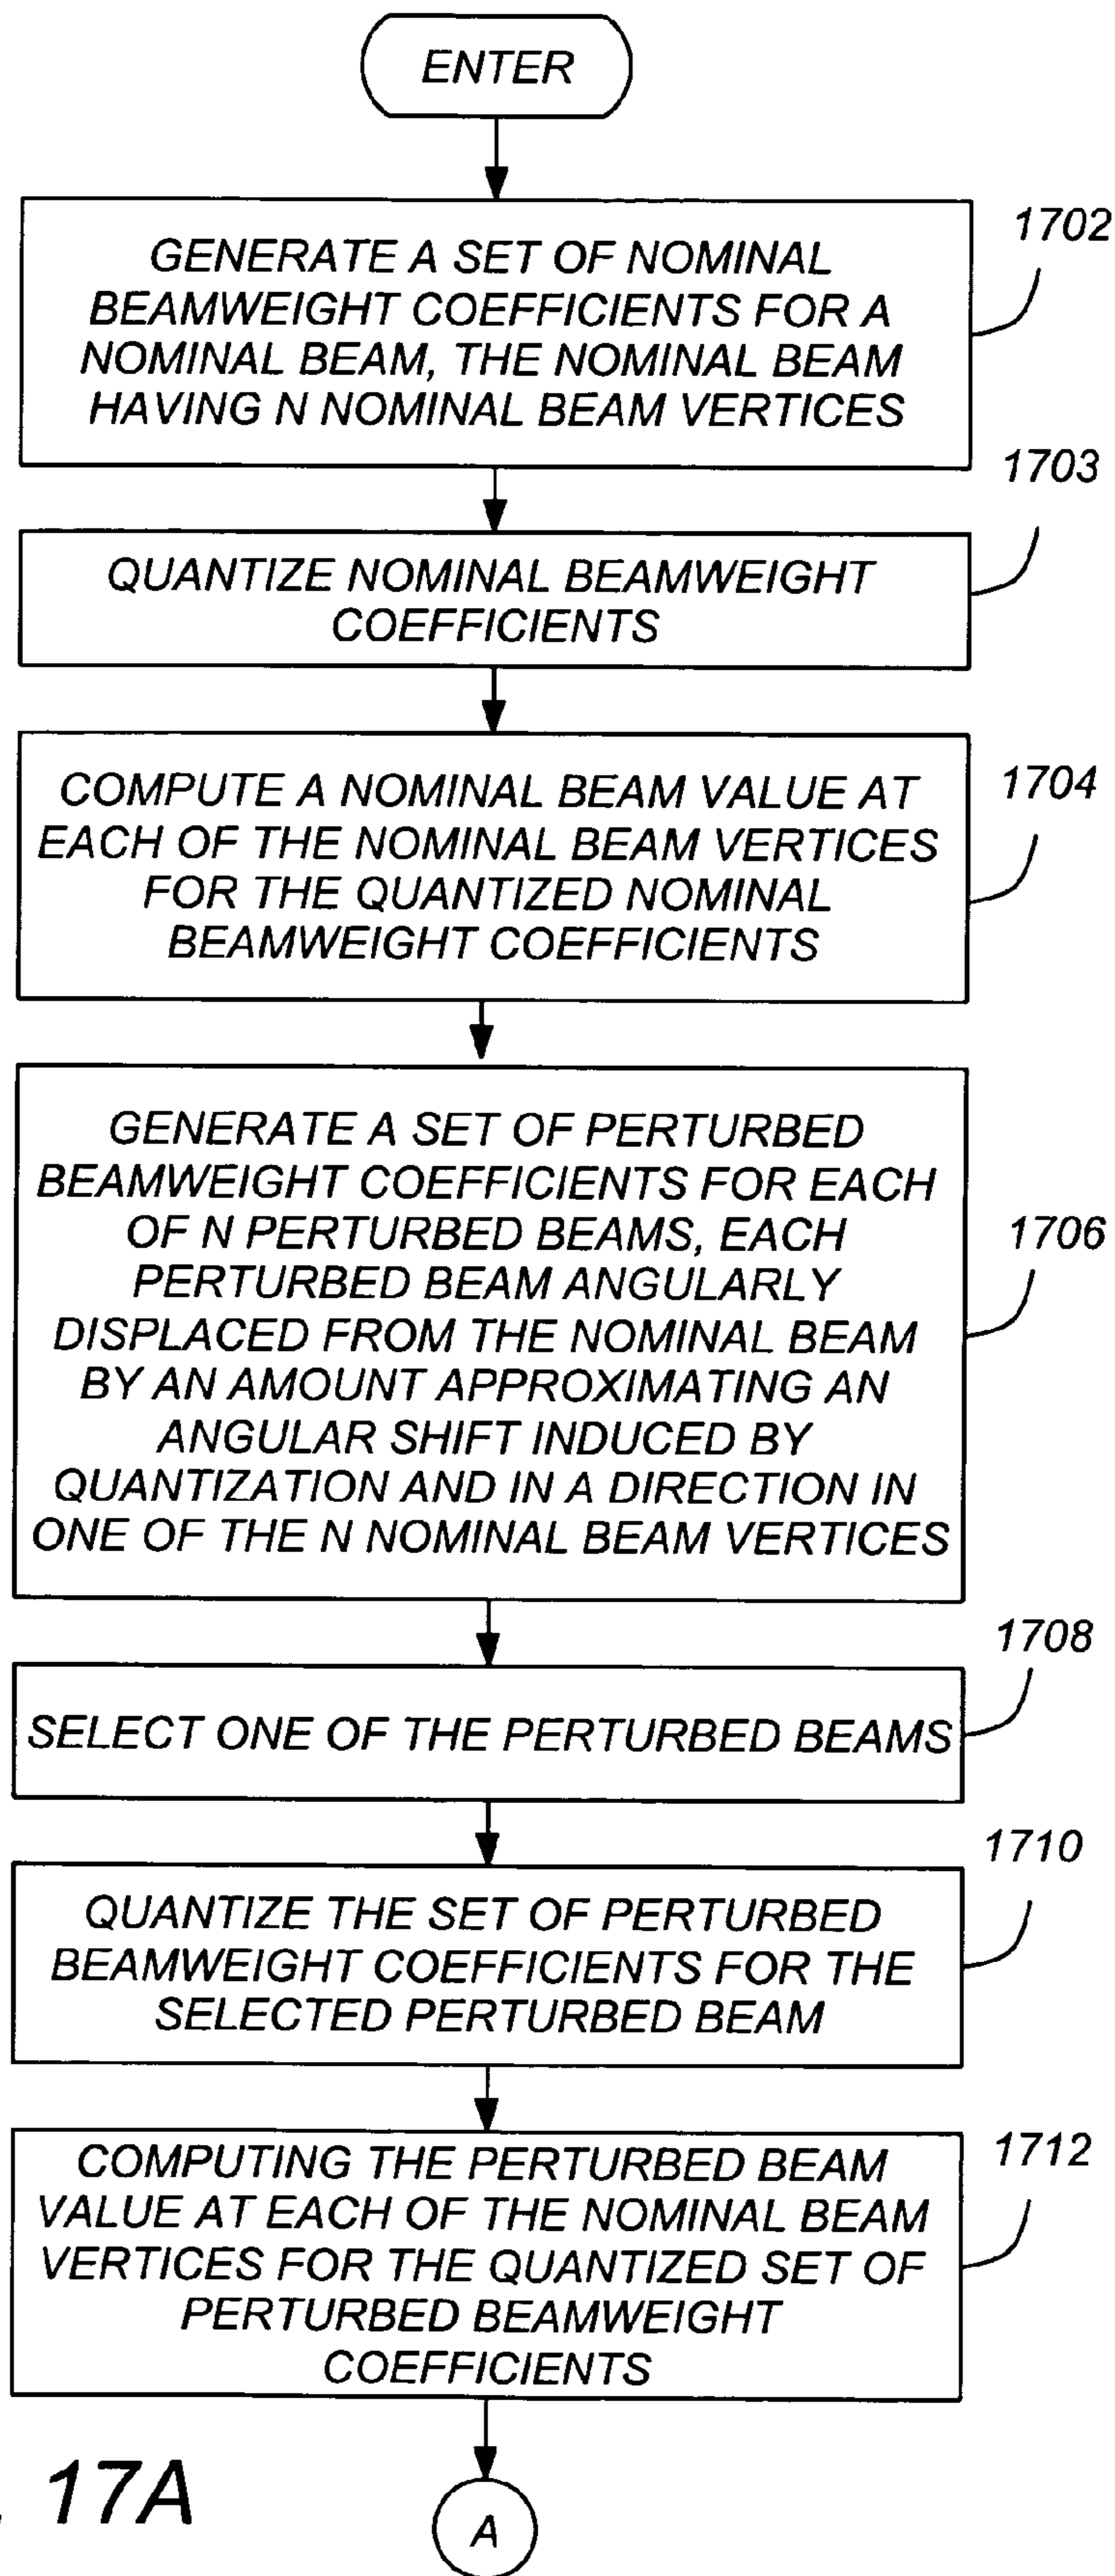 ENTER
GENERATE A SET OF NOMINAL
BEAMWEIGHT COEFFICIENTS FOR A
NOMINAL BEAM, THE NOMINAL BEAM
HAVING N NOMINAL BEAM VERTICES
1702
QUANTIZE NOMINAL BEAMWEIGHT
COEFFICIENTS
1703
COMPUTE A NOMINAL BEAM VALUE AT
EACH OF THE NOMINAL BEAM VERTICES
FOR THE QUANTIZED NOMINAL
BEAMWEIGHT COEFFICIENTS
1704
GENERATE A SET OF PERTURBED
BEAMWEIGHT COEFFICIENTS FOR EACH
OF N PERTURBED BEAMS, EACH
PERTURBED BEAM ANGULARLY
DISPLACED FROM THE NOMINAL BEAM
BY AN AMOUNT APPROXIMATING AN
ANGULAR SHIFT INDUCED BY
QUANTIZATION AND IN A DIRECTION IN
ONE OF THE N NOMINAL BEAM VERTICES
1706
SELECT ONE OF THE PERTURBED BEAMS
1708
QUANTIZE THE SET OF PERTURBED
BEAMWEIGHT COEFFICIENTS FOR THE
SELECTED PERTURBED BEAM
1710
COMPUTING THE PERTURBED BEAM
VALUE AT EACH OF THE NOMINAL BEAM
VERTICES FOR THE QUANTIZED SET OF
PERTURBED BEAMWEIGHT
COEFFICIENTS
1712
. 17A
A